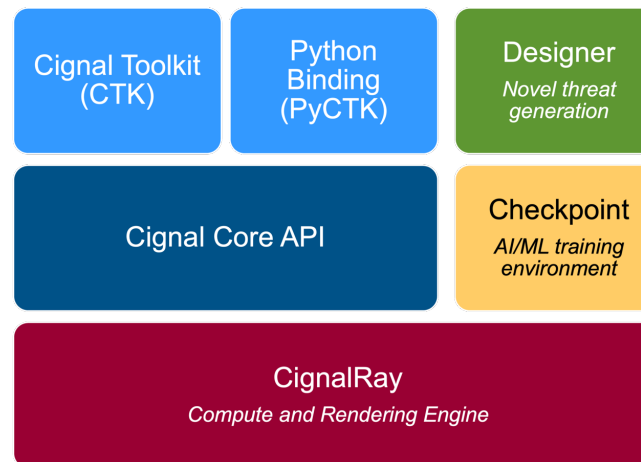 Cignal Toolkit
(CTK)
Python
Binding
(PyCTK)
Designer
Novel threat
generation
Cignal Core API
Checkpoint
AI/ML training
environment
CignalRay
Compute and Rendering Engine